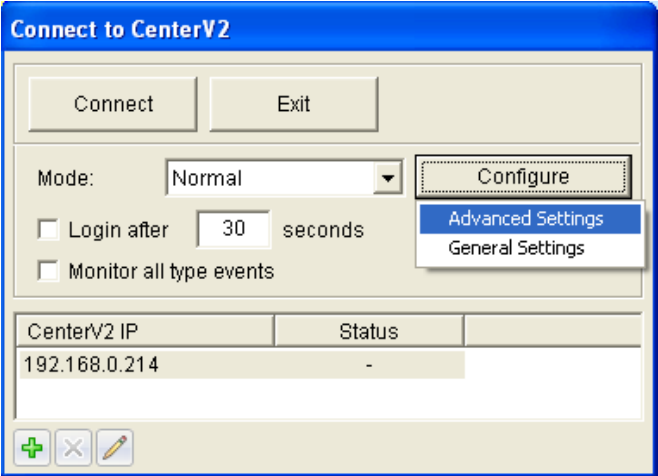 Connect to CenterV2
Connect Exit
Mode: Normal Configure
Advanced Settings
General Settings
Login after 30 seconds
Monitor all type events
CenterV2 IP Status
192.168.0.214 -